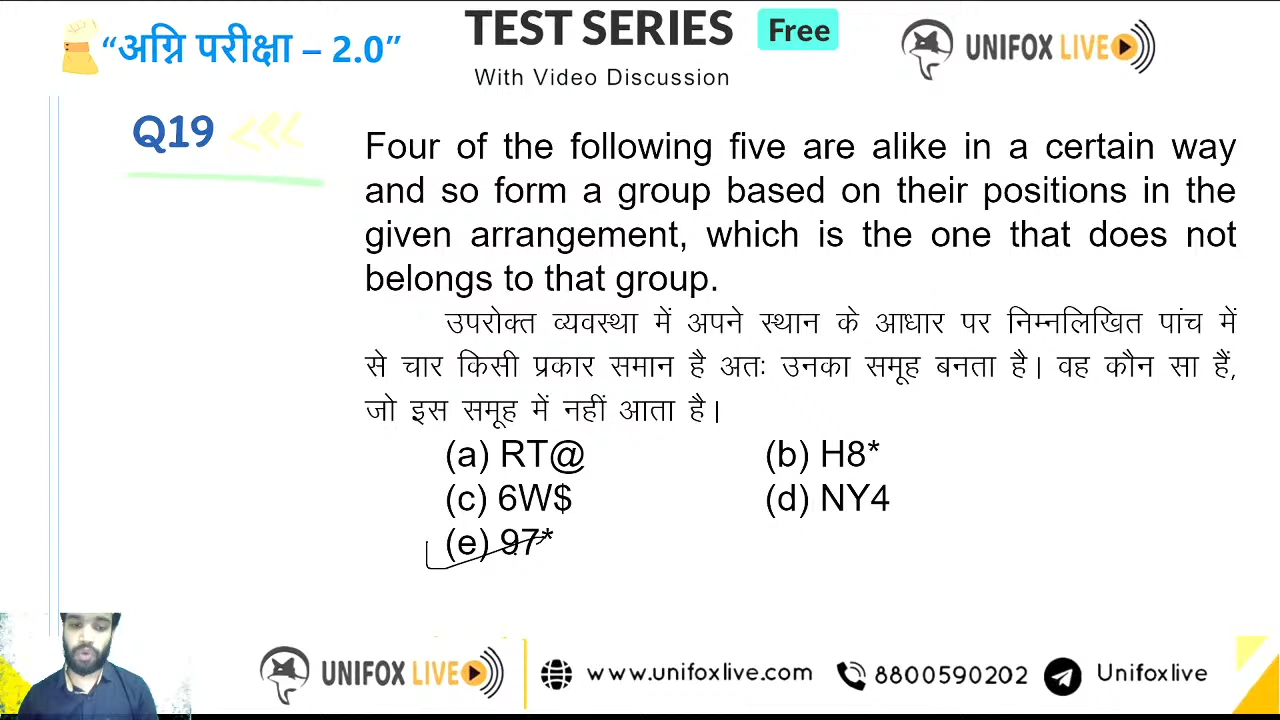 “अग्नि परीक्षा – 2.0”
TEST SERIES Free
With Video Discussion
UNIFOX LIVE
Q19
Four of the following five are alike in a certain way
and so form a group based on their positions in the
given arrangement, which is the one that does not
belongs to that group.
उपरोक्त व्यवस्था में अपने स्थान के आधार पर निम्नलिखित पांच में
से चार किसी प्रकार समान है अतः उनका समूह बनता है। वह कौन सा हैं,
जो इस समूह में नहीं आता है।
(a) RT@ (b) H8*
(c) 6W$ (d) NY4
(e) 97*
UNIFOX LIVE www.unifoxlive.com 8800590202 Unifoxlive